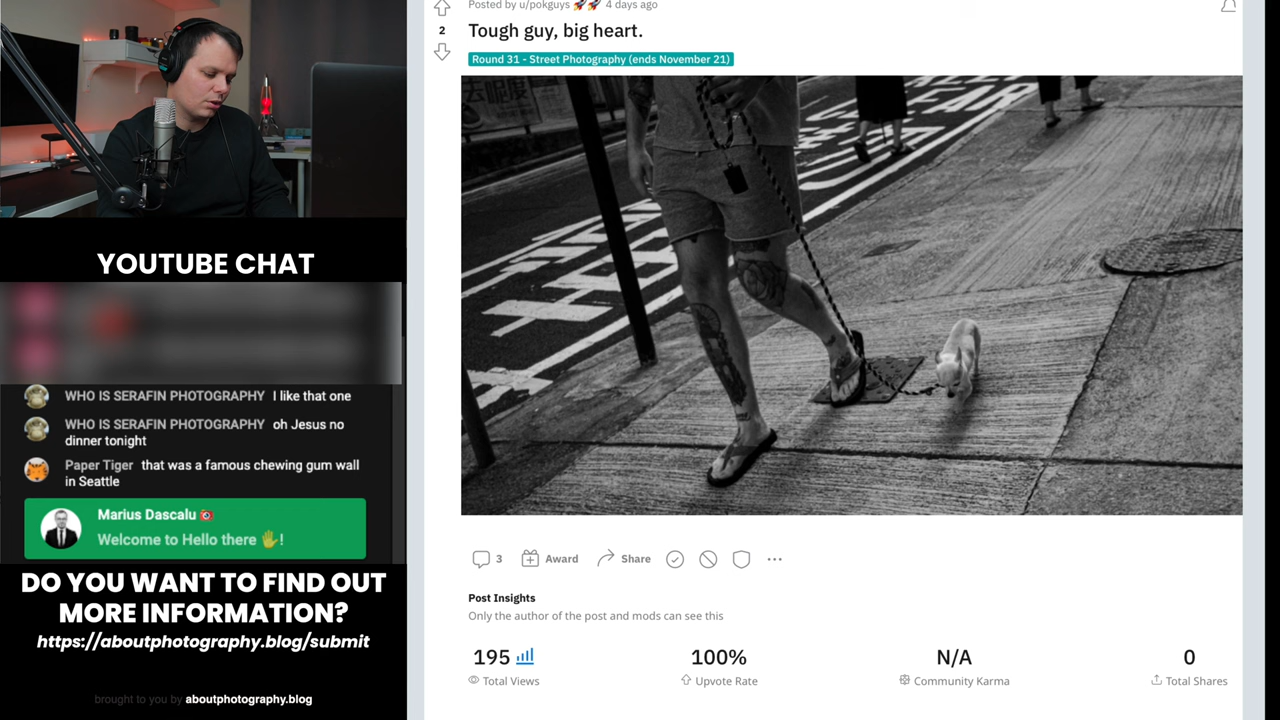 Posted by u/pokguys 🚀🚀 4 days ago
2
Tough guy, big heart.
Round 31 - Street Photography (ends November 21)
YOUTUBE CHAT
WHO IS SERAFIN PHOTOGRAPHY I like that one
WHO IS SERAFIN PHOTOGRAPHY oh Jesus no
dinner tonight
Paper Tiger that was a famous chewing gum wall
in Seattle
Marius Dascalu
Welcome to Hello there 🖐!
DO YOU WANT TO FIND OUT
MORE INFORMATION?
https://aboutphotography.blog/submit
brought to you by aboutphotography.blog
3 Award Share
Post Insights
Only the author of the post and mods can see this
195 100% N/A 0
Total Views Upvote Rate Community Karma Total Shares